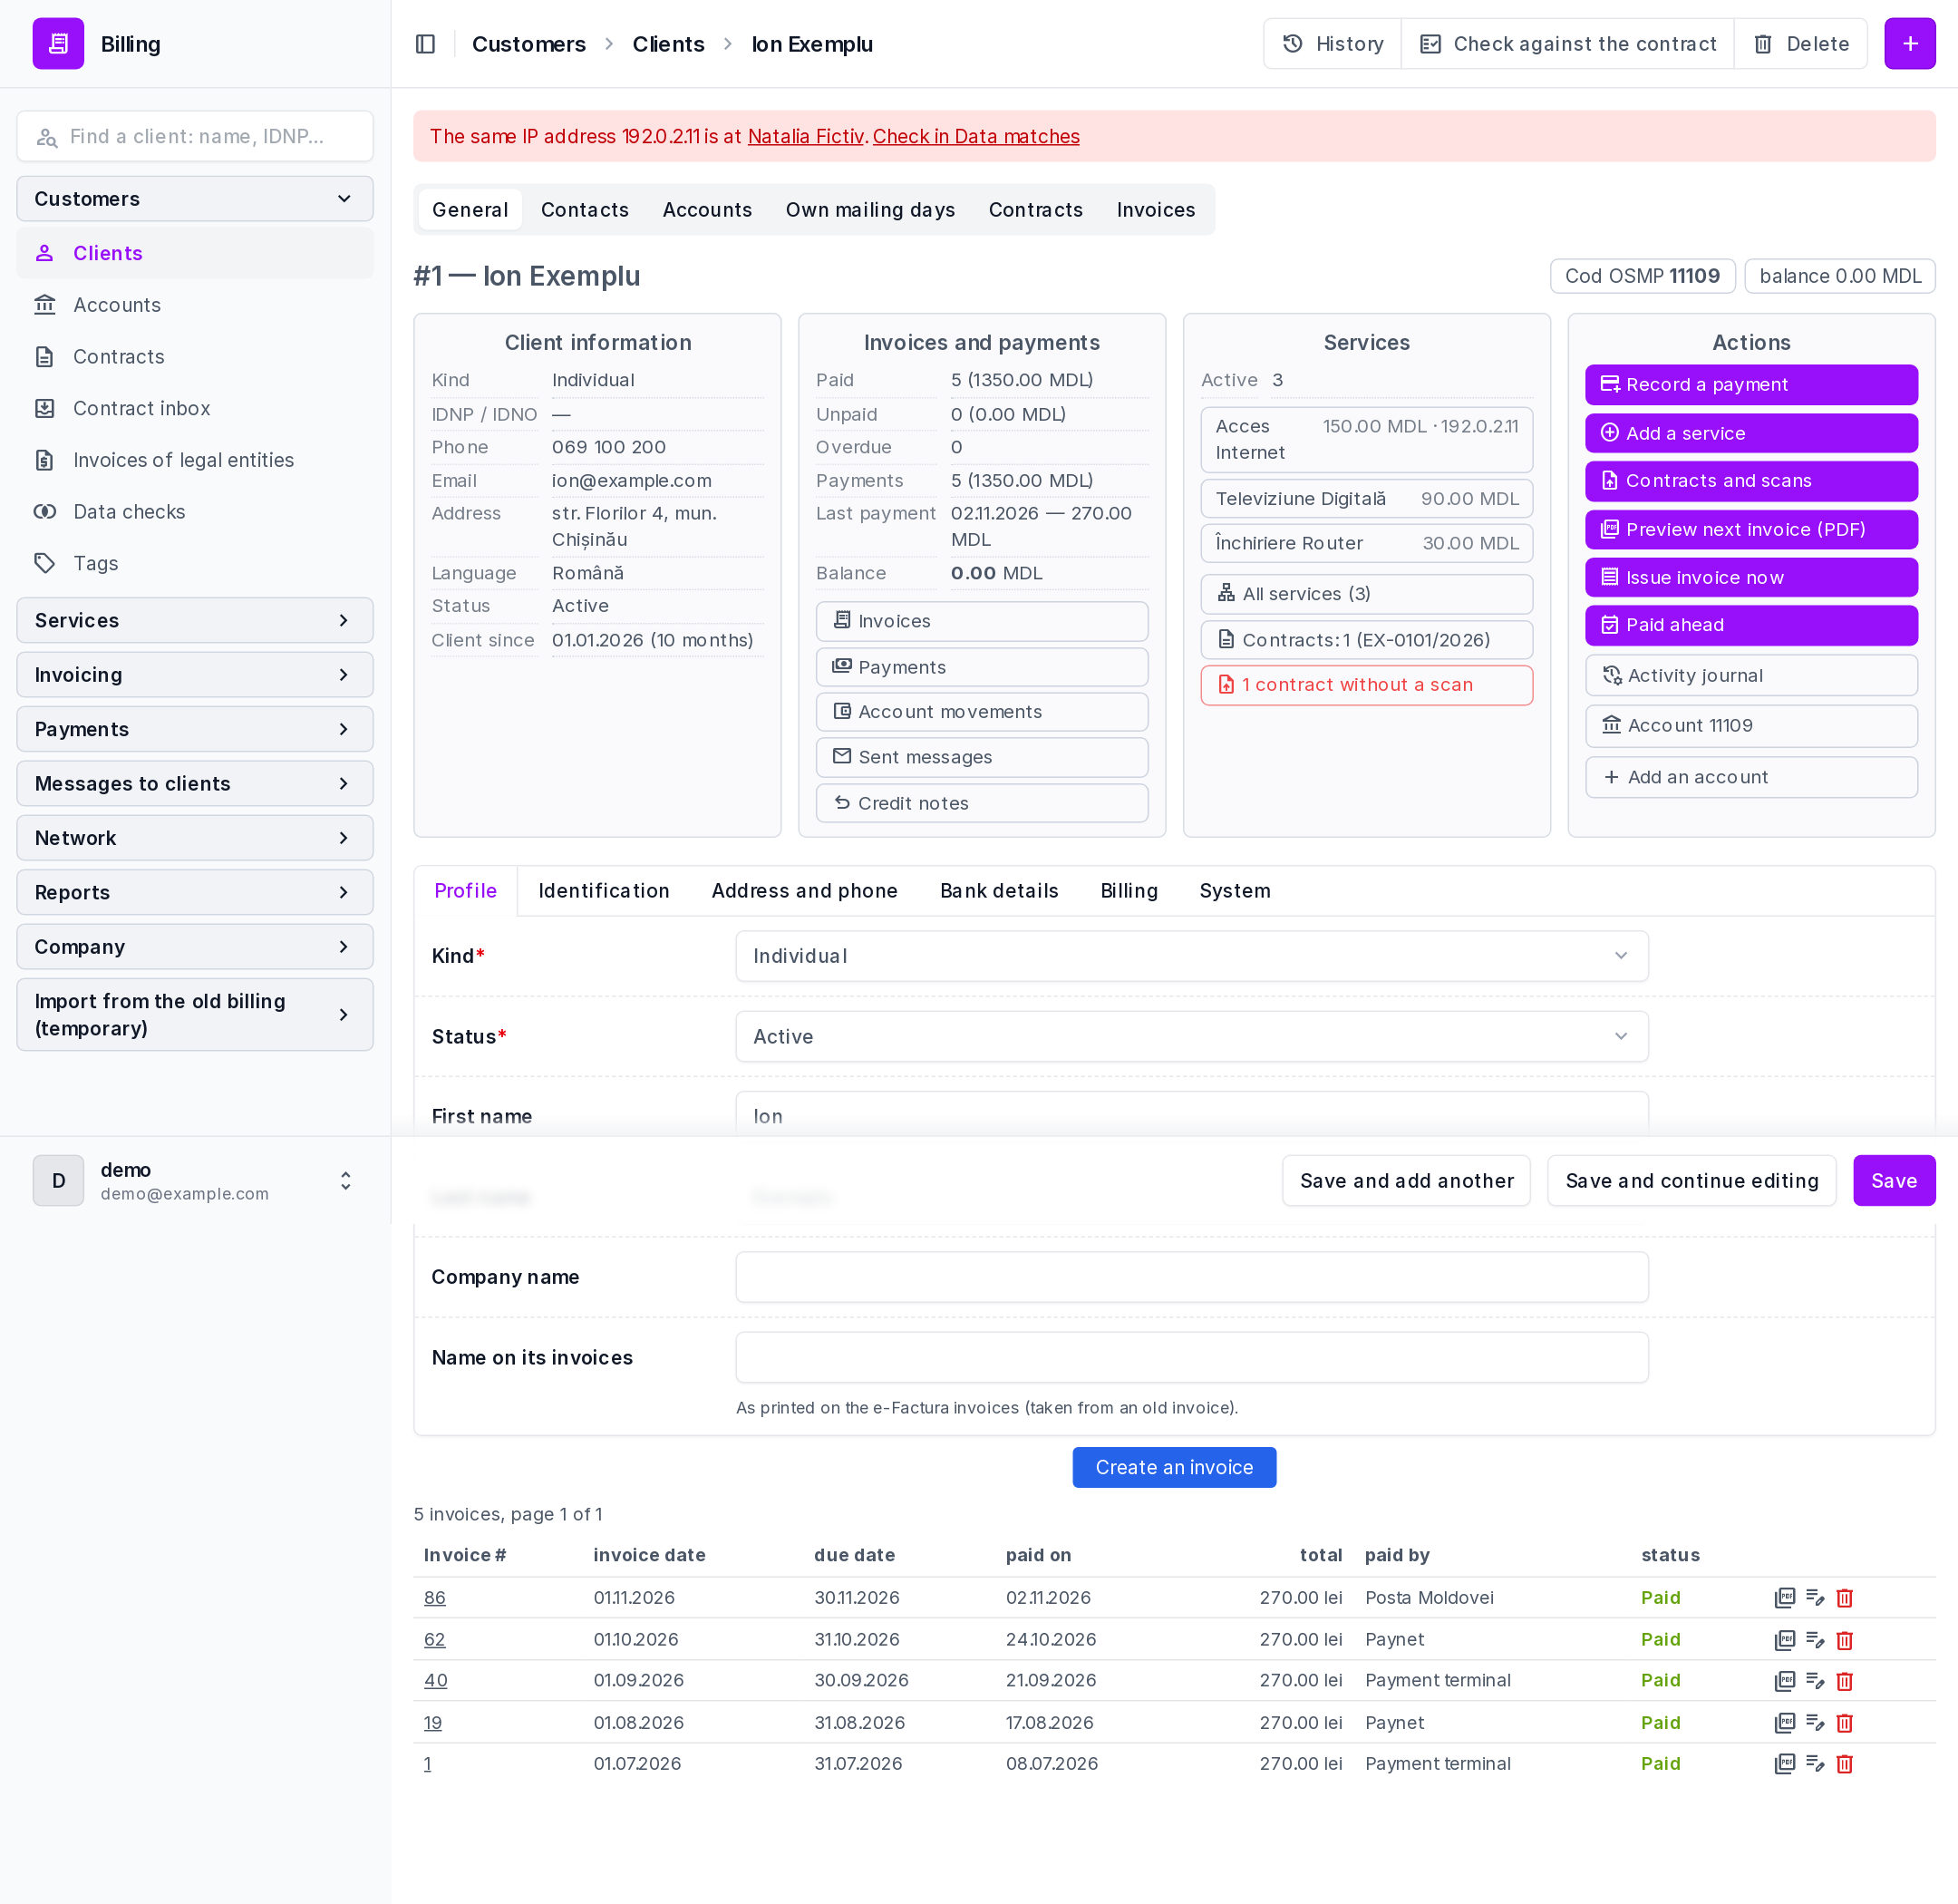 Billing
Customers
Clients
Ion Exemplu
History
Check against the contract
Delete
Find a client: name, IDNP...
Customers
Clients
Accounts
Contracts
Contract inbox
Invoices of legal entities
Data checks
Tags
Services
Invoicing
Payments
Messages to clients
Network
Reports
Company
Import from the old billing
(temporary)
D
demo
demo@example.com
The same IP address 192.0.2.11 is at Natalia Fictiv. Check in Data matches
General
Contacts
Accounts
Own mailing days
Contracts
Invoices
#1 — Ion Exemplu
Cod OSMP 11109
balance 0.00 MDL
Client information
Kind Individual
IDNP / IDNO —
Phone 069 100 200
Email ion@example.com
Address str. Florilor 4, mun.
Chișinău
Language Română
Status Active
Client since 01.01.2026 (10 months)
Invoices and payments
Paid 5 (1350.00 MDL)
Unpaid 0 (0.00 MDL)
Overdue 0
Payments 5 (1350.00 MDL)
Last payment 02.11.2026 — 270.00
MDL
Balance 0.00 MDL
Invoices
Payments
Account movements
Sent messages
Credit notes
Services
Active 3
Acces 150.00 MDL · 192.0.2.11
Internet
Televiziune Digitală 90.00 MDL
Închiriere Router 30.00 MDL
All services (3)
Contracts: 1 (EX-0101/2026)
1 contract without a scan
Actions
Record a payment
Add a service
Contracts and scans
Preview next invoice (PDF)
Issue invoice now
Paid ahead
Activity journal
Account 11109
Add an account
Profile
Identification
Address and phone
Bank details
Billing
System
Kind* Individual
Status* Active
First name Ion
Save and add another
Save and continue editing
Save
Company name
Name on its invoices
As printed on the e-Factura invoices (taken from an old invoice).
Create an invoice
5 invoices, page 1 of 1
Invoice # invoice date due date paid on total paid by status
86 01.11.2026 30.11.2026 02.11.2026 270.00 lei Posta Moldovei Paid
62 01.10.2026 31.10.2026 24.10.2026 270.00 lei Paynet Paid
40 01.09.2026 30.09.2026 21.09.2026 270.00 lei Payment terminal Paid
19 01.08.2026 31.08.2026 17.08.2026 270.00 lei Paynet Paid
1 01.07.2026 31.07.2026 08.07.2026 270.00 lei Payment terminal Paid